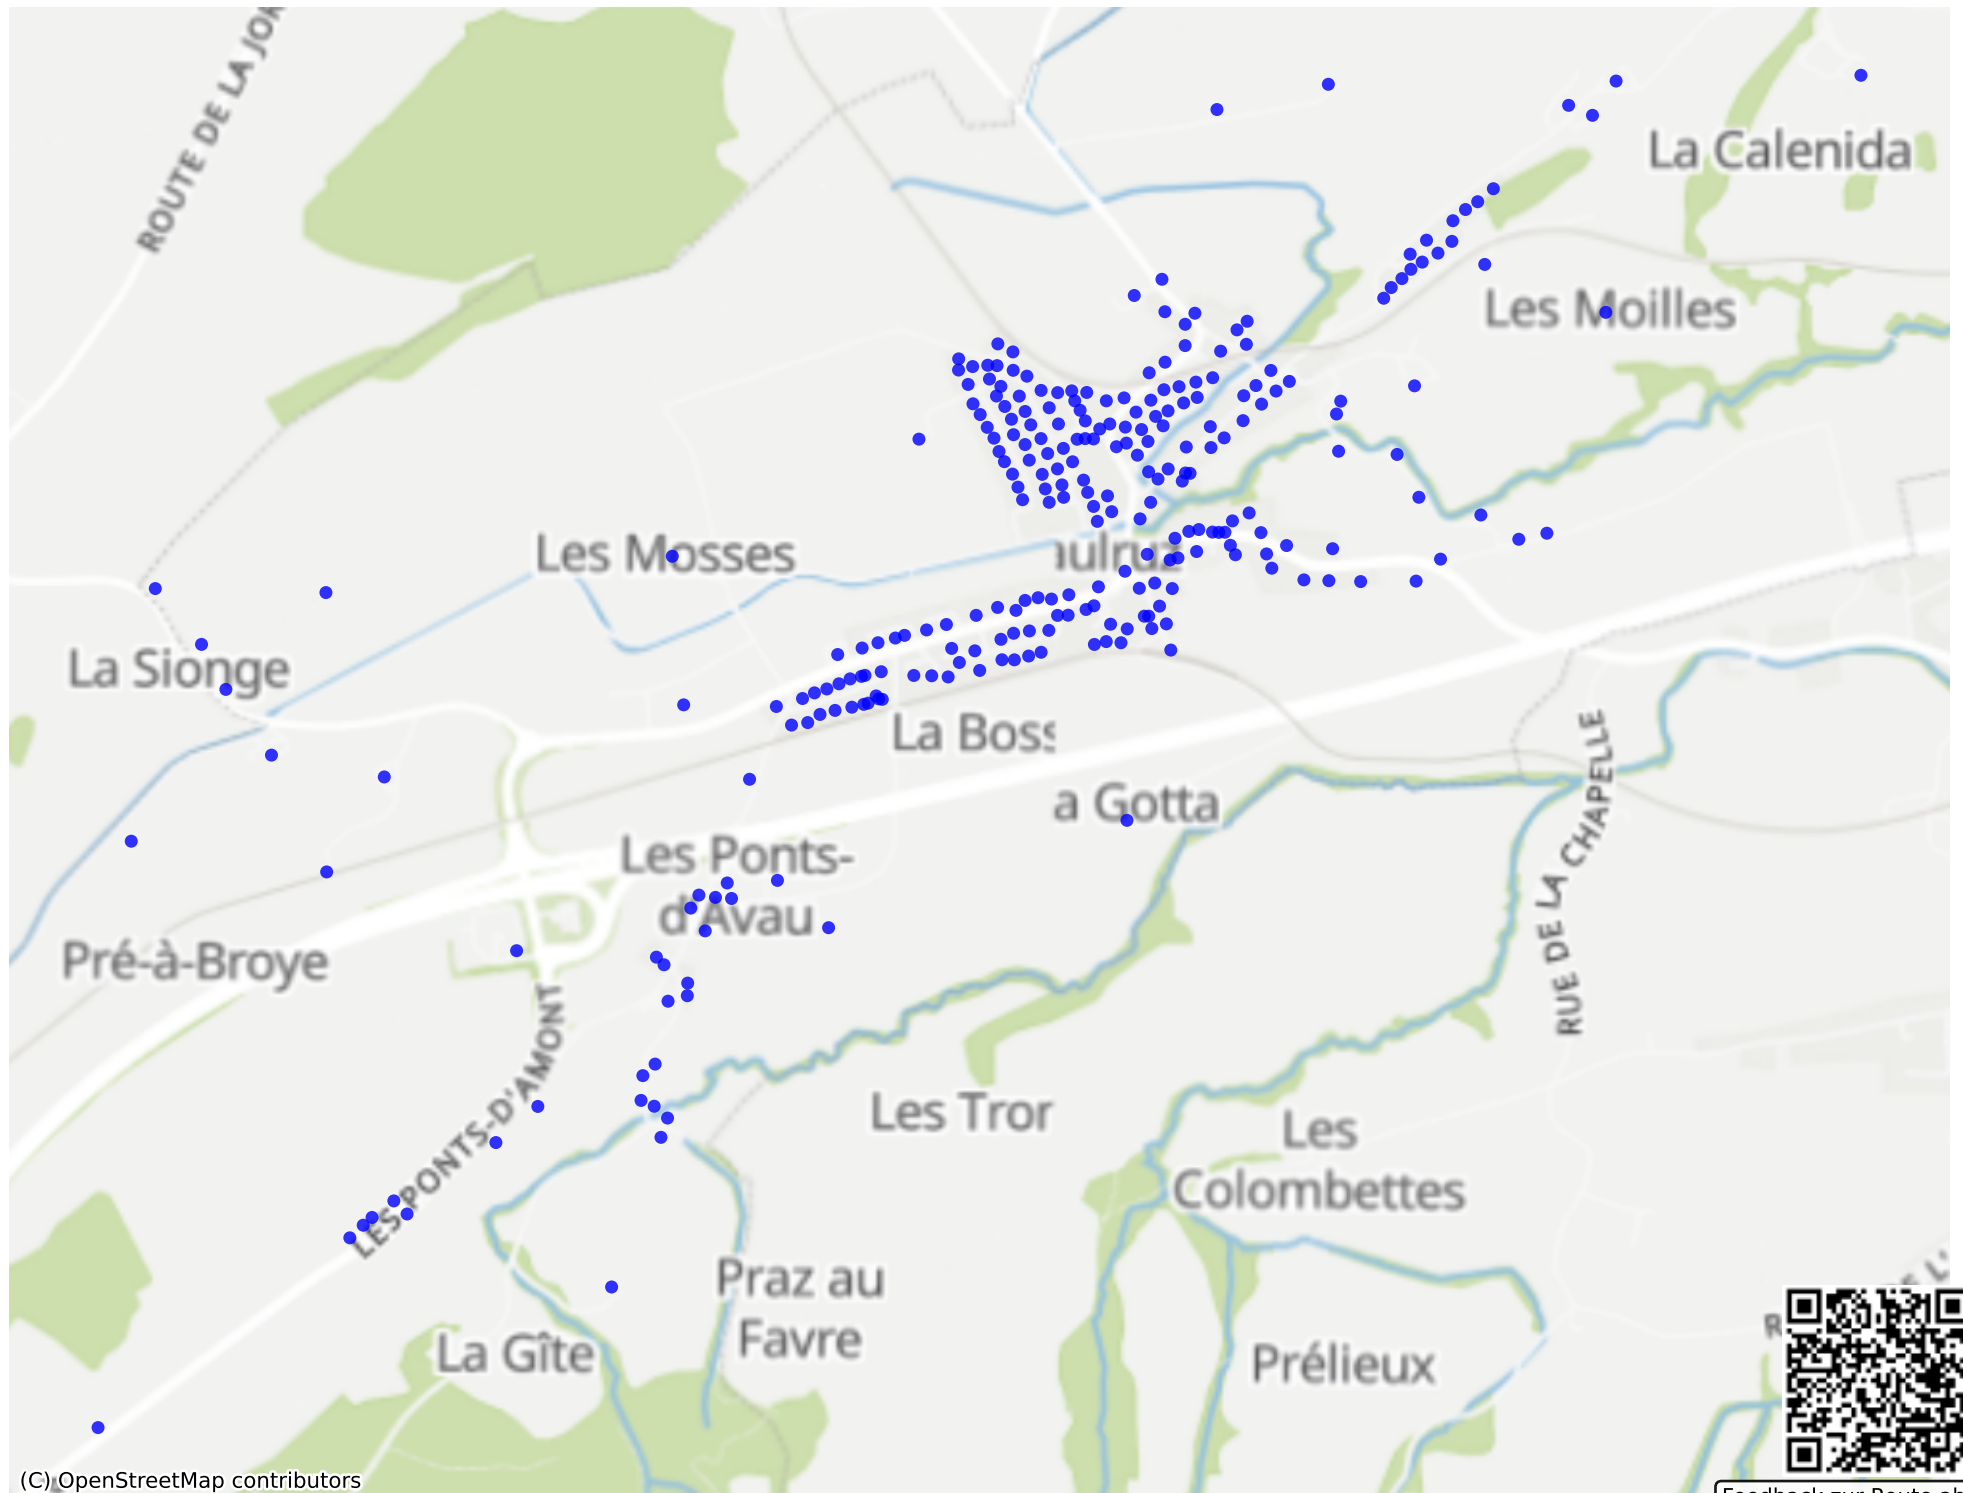 ROUTE DE LA JOR
La Calenida
Les Moilles
Les Mosses
aulruz
La Sionge
La Boss
a Gotta
RUE DE LA CHAPELLE
Les Ponts-
d'Avau
Pré-à-Broye
LES PONTS-D'AMONT
Les Tror
Les
Colombettes
Praz au
Favre
La Gîte
Prélieux
(C) OpenStreetMap contributors